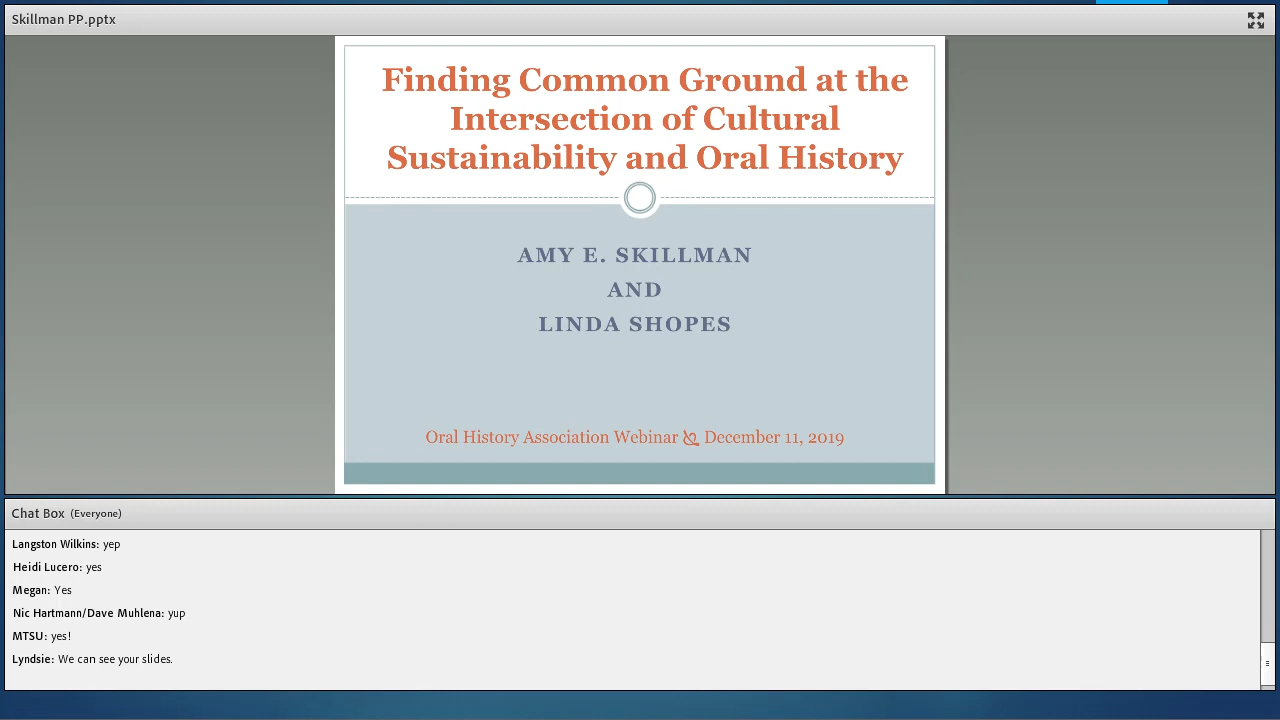 Skillman PP.pptx
Finding Common Ground at the
Intersection of Cultural
Sustainability and Oral History
AMY E. SKILLMAN
AND
LINDA SHOPES
Oral History Association Webinar December 11, 2019
Chat Box (Everyone)
Langston Wilkins: yep
Heidi Lucero: yes
Megan: Yes
Nic Hartmann/Dave Muhlena: yup
MTSU: yes!
Lyndsie: We can see your slides.